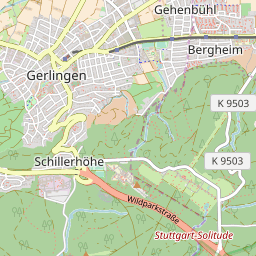 Gehenbühl
Bergheim
Gerlingen
K 9503
Schillerhöhe
K 9503
Wildparkstraße
Stuttgart-Solitude